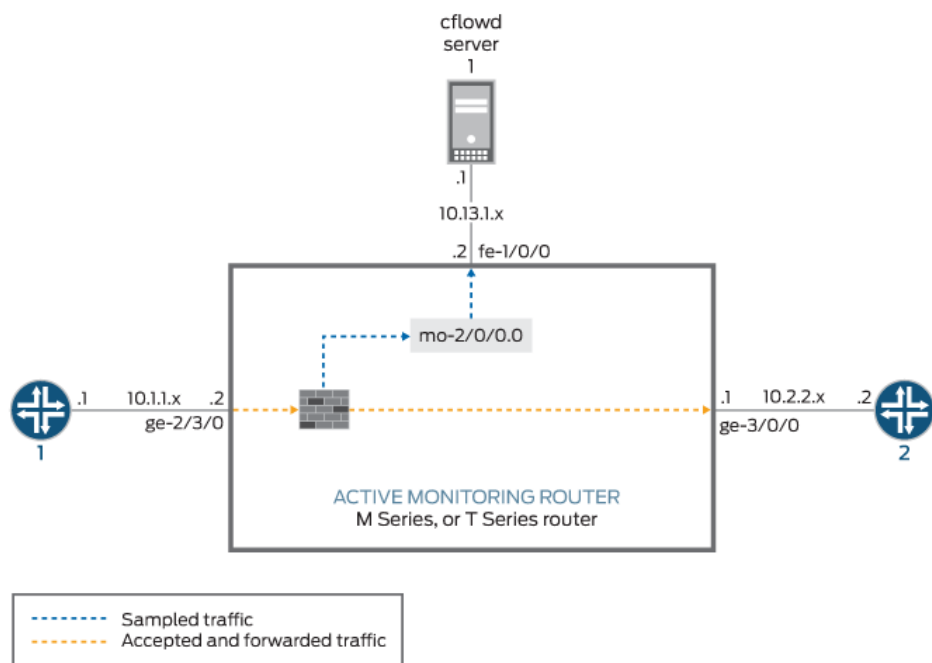 cflowd
server
1
.1
10.13.1.x
.2 fe-1/0/0
mo-2/0/0.0
.1 10.1.1.x .2
ge-2/3/0
1
.1 10.2.2.x .2
ge-3/0/0
2
ACTIVE MONITORING ROUTER
M Series, or T Series router
Sampled traffic
Accepted and forwarded traffic